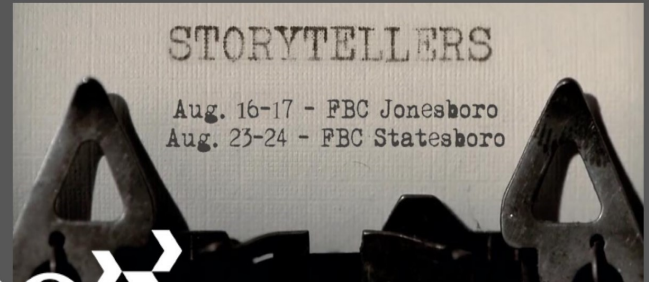 STORYTELLERS
Aug. 16-17 - FBC Jonesboro
Aug. 23-24 - FBC Statesboro